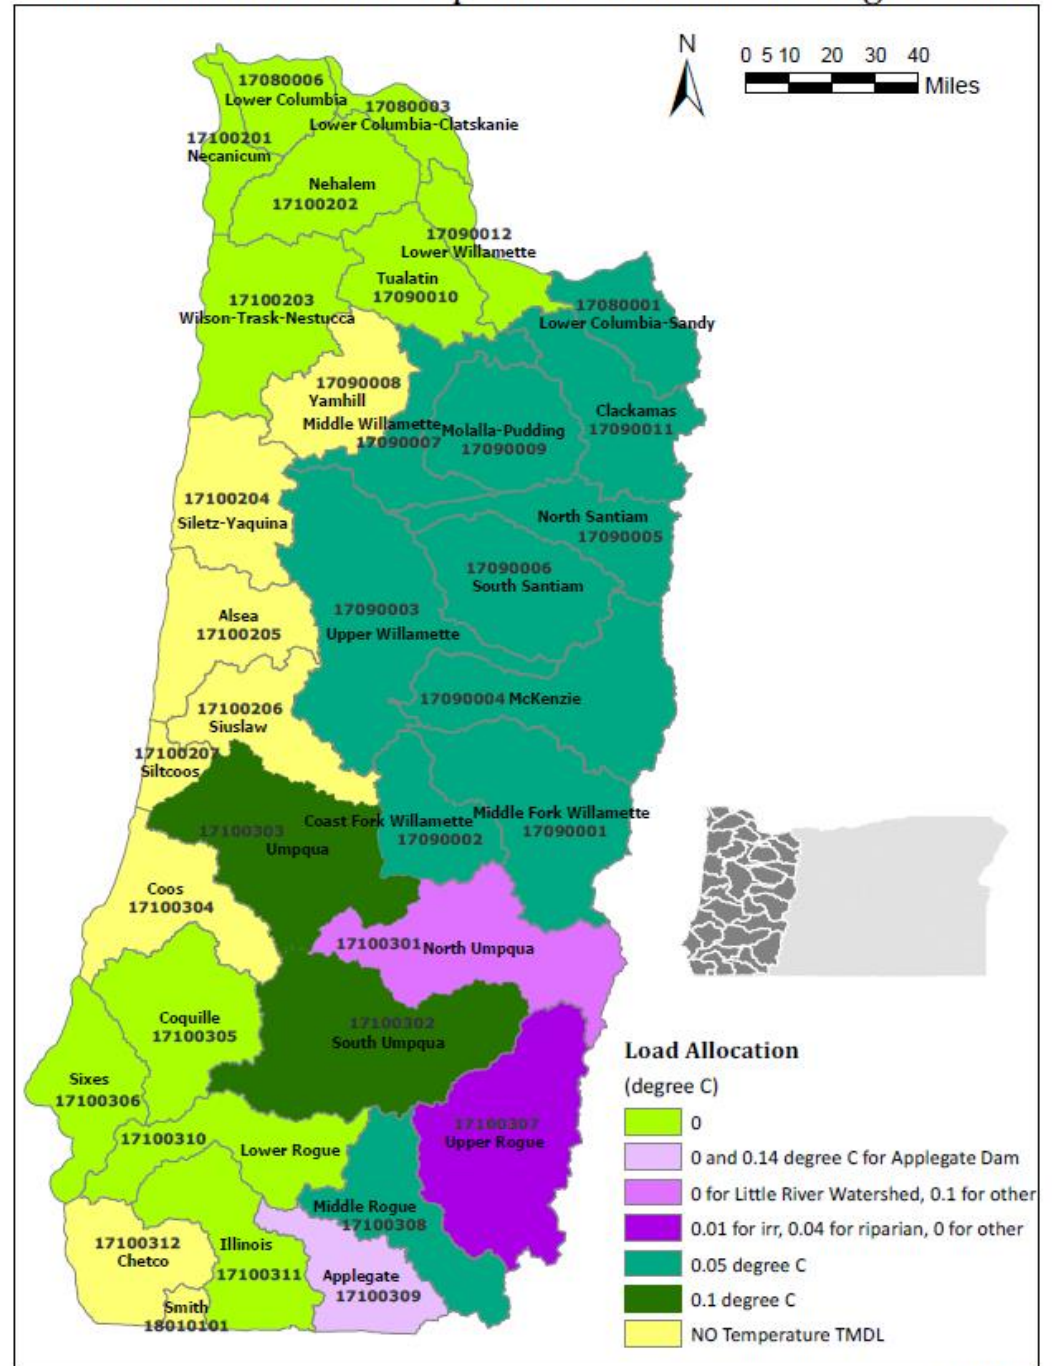 N
0 5 10 20 30 40
Miles
17080006
Lower Columbia
17080003
Lower Columbia-Clatskanie
17100201
Necanicum
Nehalem
17100202
17090012
Lower Willamette
Tualatin
17090010
17100203
Wilson-Trask-Nestucca
17080001
Lower Columbia-Sandy
17090008
Yamhill
Middle Willamette
17090007
Molalla-Pudding
17090009
Clackamas
17090011
17100204
Siletz-Yaquina
North Santiam
17090005
17090006
South Santiam
17090003
Upper Willamette
Alsea
17100205
17090004 McKenzie
17100206
Siuslaw
17100207
Siltcoos
17100303
Umpqua
Coast Fork Willamette
17090002
Middle Fork Willamette
17090001
Coos
17100304
17100301 North Umpqua
Coquille
17100305
17100302
South Umpqua
Sixes
17100306
17100307
Upper Rogue
17100310
Lower Rogue
Middle Rogue
17100308
17100312
Chetco
Illinois
17100311
Applegate
17100309
Smith
18010101
Load Allocation
(degree C)
0
0 and 0.14 degree C for Applegate Dam
0 for Little River Watershed, 0.1 for other
0.01 for irr, 0.04 for riparian, 0 for other
0.05 degree C
0.1 degree C
NO Temperature TMDL